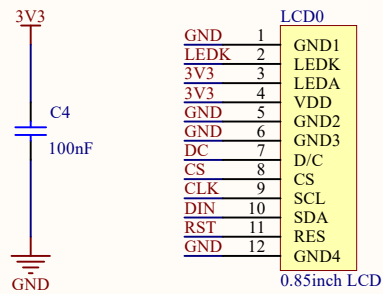 3V3
C4
100nF
GND
LCD0
GND 1 GND1
LEDK 2 LEDK
3V3 3 LEDA
3V3 4 VDD
GND 5 GND2
GND 6 GND3
DC 7 D/C
CS 8 CS
CLK 9 SCL
DIN 10 SDA
RST 11 RES
GND 12 GND4
0.85inch LCD